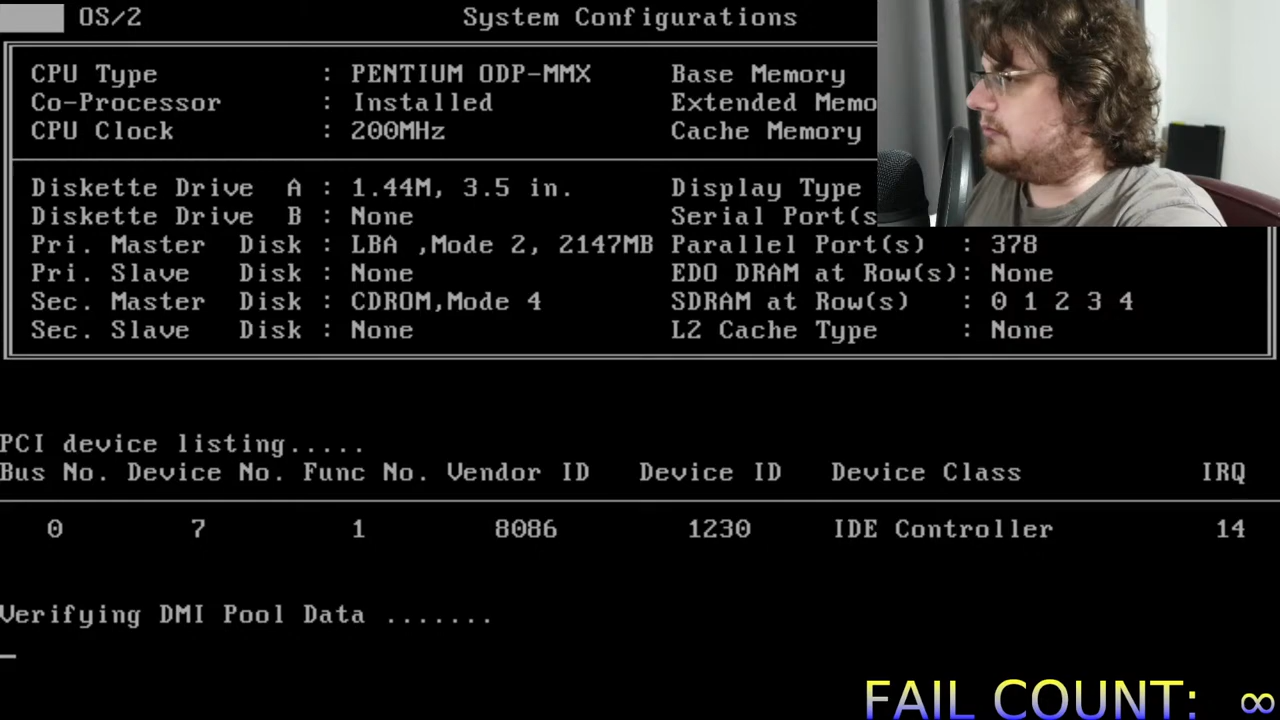 OS/2 System Configurations
CPU Type : PENTIUM ODP-MMX Base Memory
Co-Processor : Installed Extended Memo
CPU Clock : 200MHz Cache Memory
Diskette Drive A : 1.44M, 3.5 in. Display Type
Diskette Drive B : None Serial Port(s
Pri. Master Disk : LBA ,Mode 2, 2147MB Parallel Port(s) : 378
Pri. Slave Disk : None EDO DRAM at Row(s): None
Sec. Master Disk : CDROM,Mode 4 SDRAM at Row(s) : 0 1 2 3 4
Sec. Slave Disk : None L2 Cache Type : None
PCI device listing.....
Bus No. Device No. Func No. Vendor ID Device ID Device Class IRQ
0 7 1 8086 1230 IDE Controller 14
Verifying DMI Pool Data .......
_
FAIL COUNT: ∞